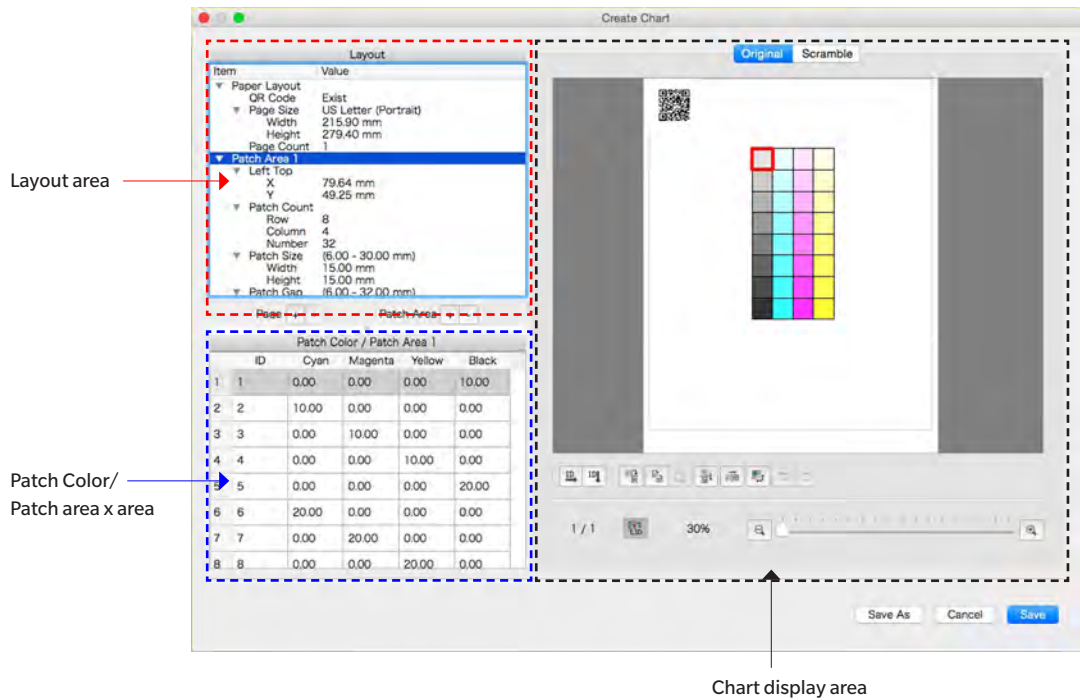 Create Chart
Layout
Item Value
Paper Layout
QR Code Exist
Page Size US Letter (Portrait)
Width 215.90 mm
Height 279.40 mm
Page Count 1
Patch Area 1
Left Top
X 79.64 mm
Y 49.25 mm
Patch Count
Row 8
Column 4
Number 32
Patch Size (6.00 - 30.00 mm)
Width 15.00 mm
Height 15.00 mm
Patch Gap (6.00 - 32.00 mm)
Page + - Patch Area + -
Layout area
Patch Color / Patch Area 1
ID Cyan Magenta Yellow Black
1 1 0.00 0.00 0.00 10.00
2 2 10.00 0.00 0.00 0.00
3 3 0.00 10.00 0.00 0.00
4 4 0.00 0.00 10.00 0.00
5 5 0.00 0.00 0.00 20.00
6 6 20.00 0.00 0.00 0.00
7 7 0.00 20.00 0.00 0.00
8 8 0.00 0.00 20.00 0.00
Patch Color/
Patch area x area
Original Scramble
1 / 1 30%
Save As Cancel Save
Chart display area